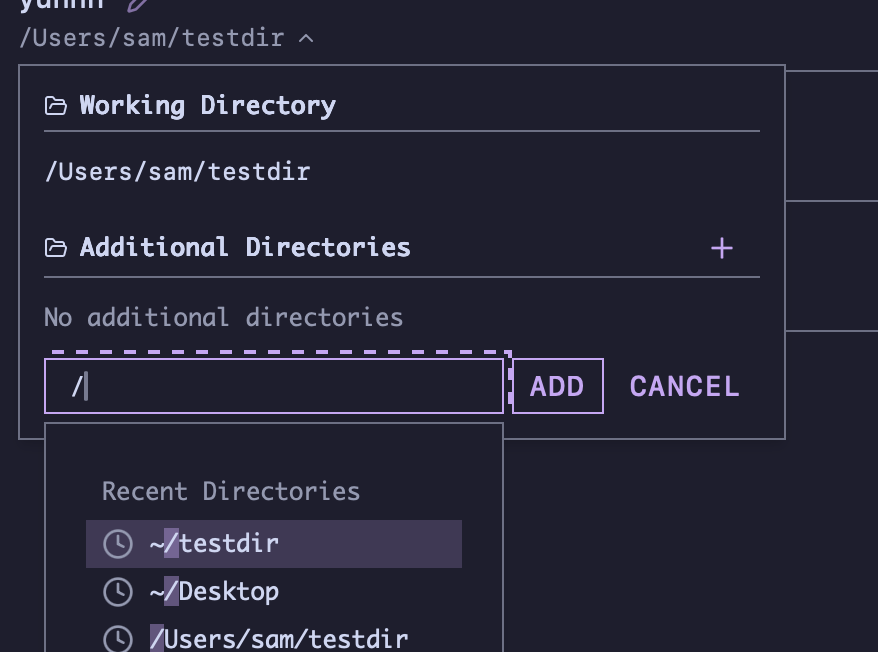 /Users/sam/testdir
Working Directory
/Users/sam/testdir
Additional Directories
No additional directories
/
ADD CANCEL
Recent Directories
~/testdir
~/Desktop
/Users/sam/testdir